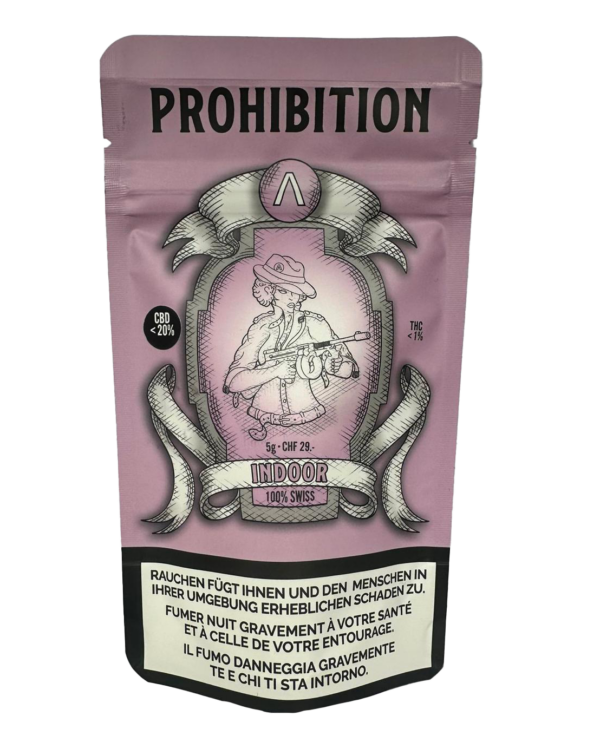 PROHIBITION
Λ
CBD
< 20%
THC
< 1%
5g • CHF 29.-
INDOOR
100% SWISS
RAUCHEN FÜGT IHNEN UND DEN MENSCHEN IN
IHRER UMGEBUNG ERHEBLICHEN SCHADEN ZU.
FUMER NUIT GRAVEMENT À VOTRE SANTÉ
ET À CELLE DE VOTRE ENTOURAGE.
IL FUMO DANNEGGIA GRAVEMENTE
TE E CHI TI STA INTORNO.